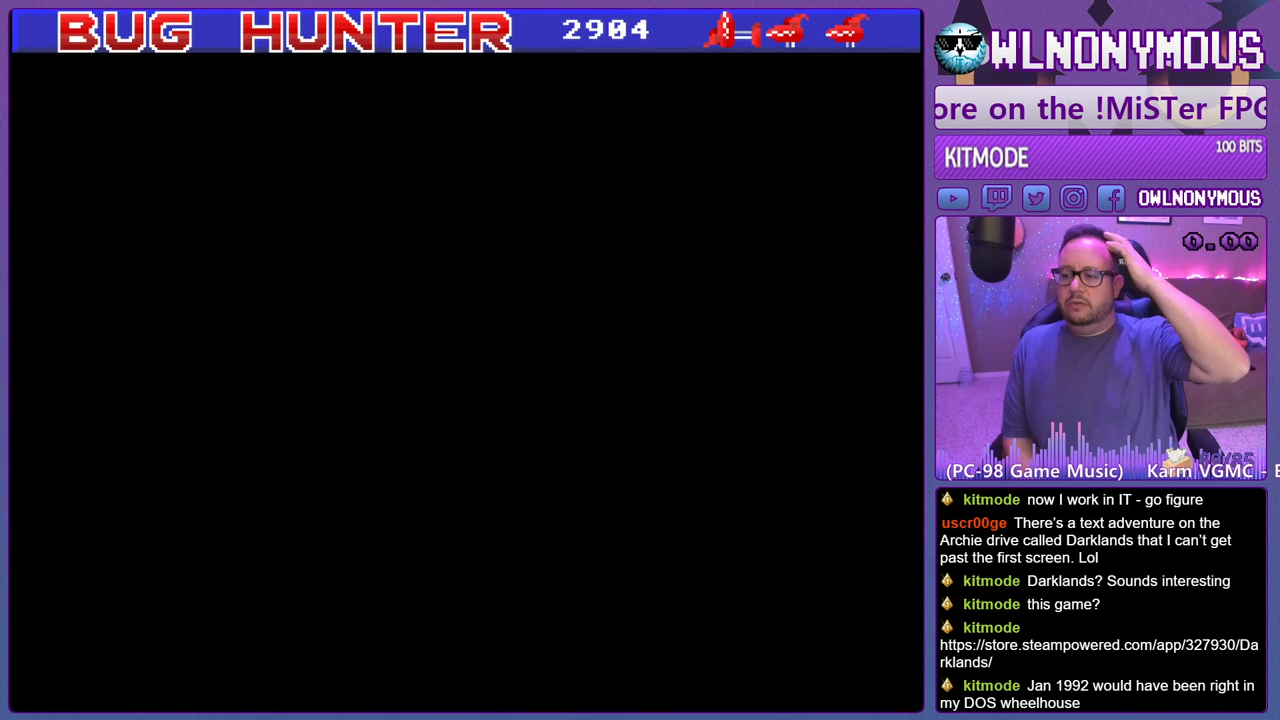 BUG HUNTER 2904
WLNONYMOUS
ore on the !MiSTer FPG
KITMODE 100 BITS
OWLNONYMOUS
0.00
(PC-98 Game Music) Karm VGMC - E
kitmode now I work in IT - go figure
uscr00ge There's a text adventure on the
Archie drive called Darklands that I can't get
past the first screen. Lol
kitmode Darklands? Sounds interesting
kitmode this game?
kitmode
https://store.steampowered.com/app/327930/Da
rklands/
kitmode Jan 1992 would have been right in
my DOS wheelhouse